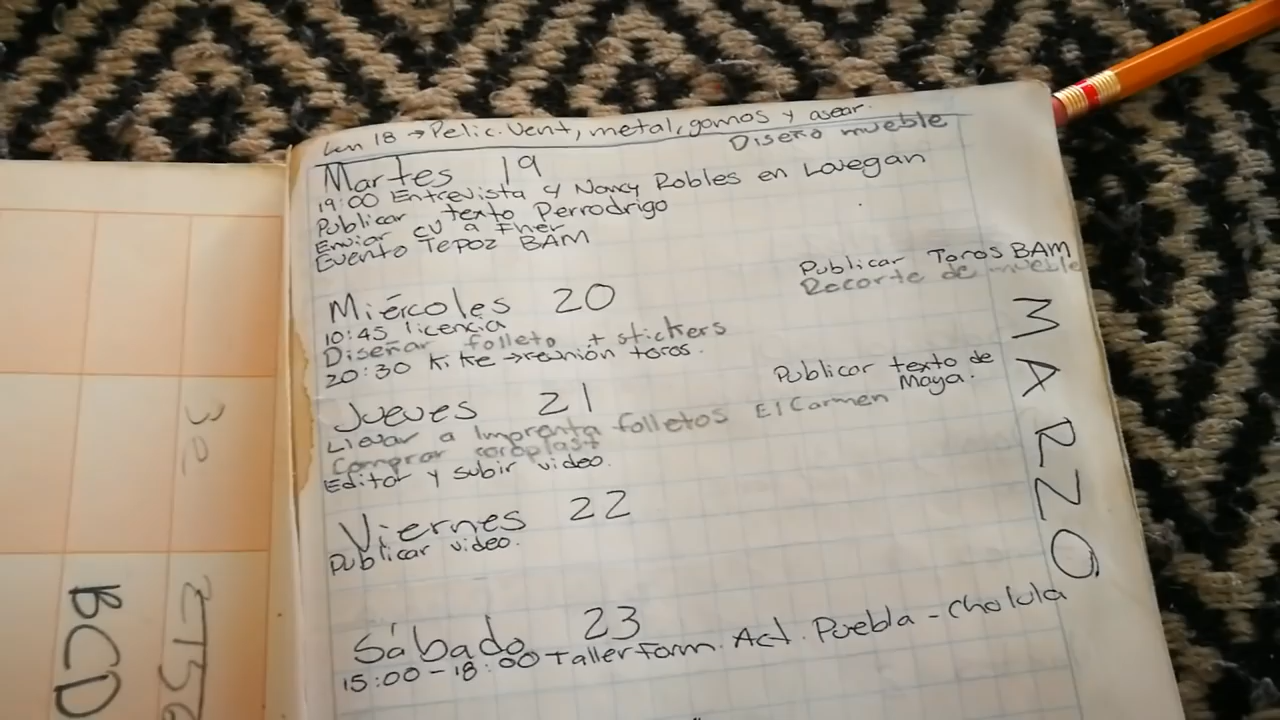 Lun 18 → Pelic. Vent, metal, gomos y asear.
Diseño mueble
Martes 19
19:00 Entrevista y Nancy Robles en Lovegan
Publicar texto Perrodrigo
Enviar cv a Fher
Evento Tepoz BAM
Publicar Toros BAM
Recorte de mueble
Miércoles 20
10:45 licencia
Diseñar folleto + stickers
20:30 Kike → reunión toros.
Publicar texto de
Maya.
Jueves 21
Llevar a Imprenta folletos El Carmen
Comprar coroplast
Editar y subir video.
Viernes 22
Publicar video.
Sábado 23
15:00 - 18:00 Taller form. Act. Puebla - Cholula
MARZO
BCD